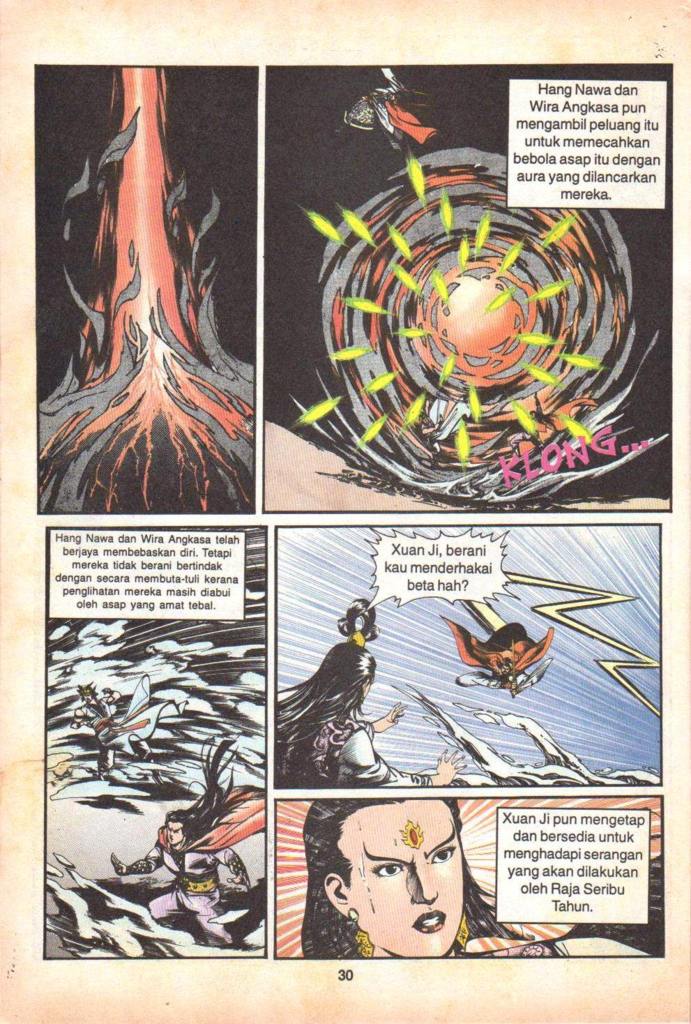 Hang Nawa dan
Wira Angkasa pun
mengambil peluang itu
untuk memecahkan
bebola asap itu dengan
aura yang dilancarkan
mereka.
KLONG...
Hang Nawa dan Wira Angkasa telah
berjaya membebaskan diri. Tetapi
mereka tidak berani bertindak
dengan secara membuta-tuli kerana
penglihatan mereka masih diabui
oleh asap yang amat tebal.
Xuan Ji, berani
kau menderhakai
beta hah?
Xuan Ji pun mengetap
dan bersedia untuk
menghadapi serangan
yang akan dilakukan
oleh Raja Seribu
Tahun.
30